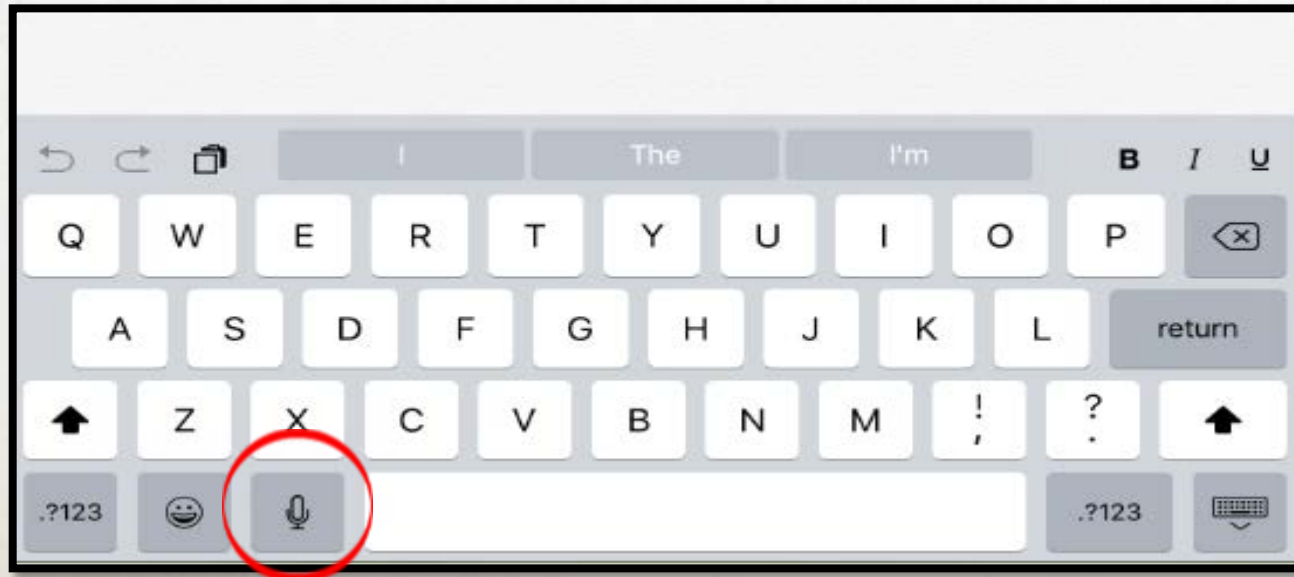 I The I'm B I U
Q W E R T Y U I O P
A S D F G H J K L return
Z X C V B N M ! , ? .
.?123 .?123